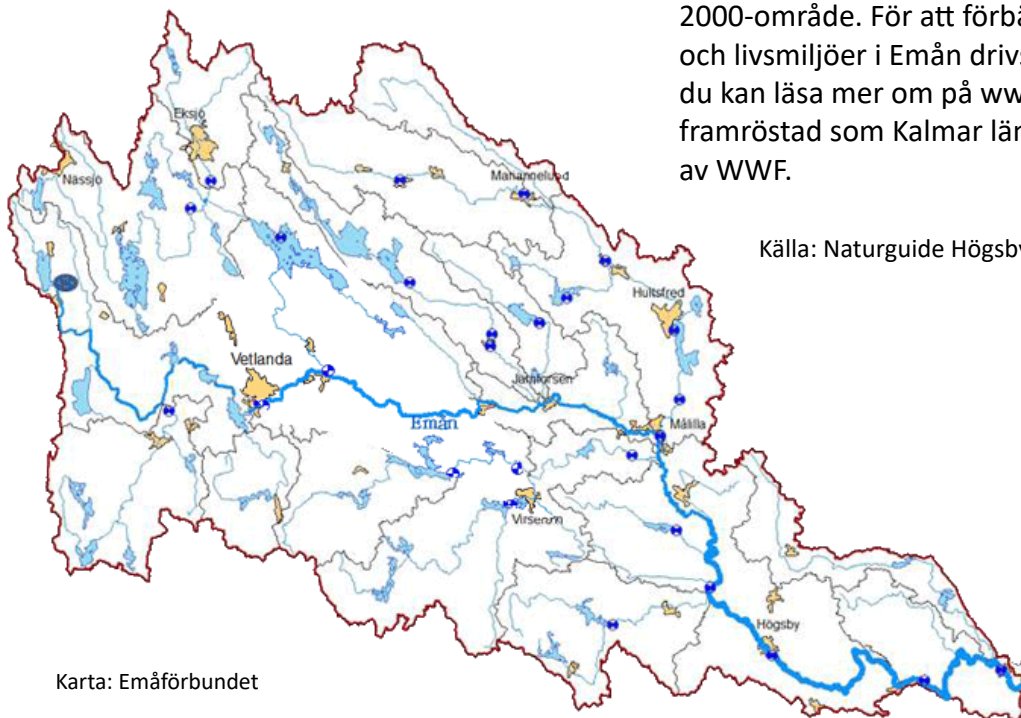 2000-område. För att förbä
och livsmiljöer i Emån drivs
du kan läsa mer om på ww
framröstad som Kalmar län
av WWF.
Källa: Naturguide Högsby
Eksjö
Nässjö
Mariannelund
Hultsfred
Vetlanda
Järnforsen
Emån
Målilla
Virserum
Högsby
Karta: Emåförbundet